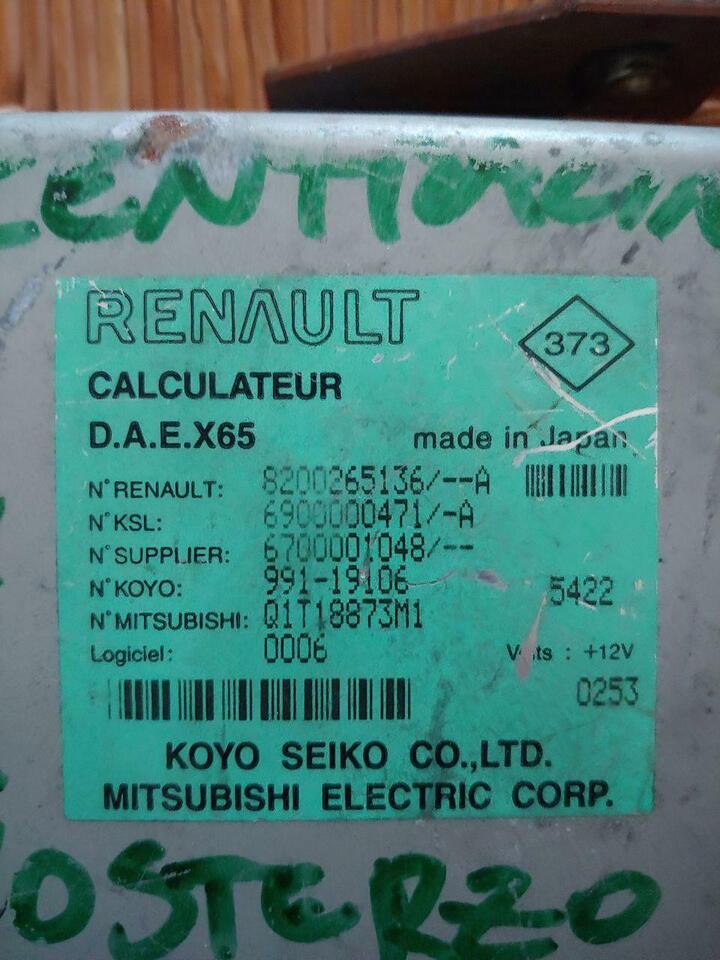 RENAULT
373
CALCULATEUR
D.A.E.X65 made in Japan
N°RENAULT: 8200265136/--A
N°KSL: 6900000471/-A
N°SUPPLIER: 6700001048/--
N°KOYO: 991-19106 5422
N°MITSUBISHI: Q1T18873M1
Logiciel: 0006 Volts : +12V
0253
KOYO SEIKO CO.,LTD.
MITSUBISHI ELECTRIC CORP.
OSTERZO